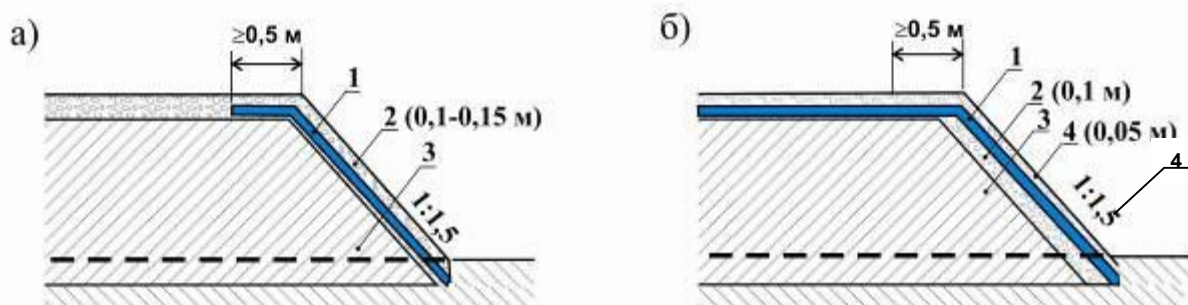 а)
≥0,5 м
1
2 (0,1-0,15 м)
3
1:1,5
б)
≥0,5 м
1
2 (0,1 м)
3
4 (0,05 м)
4
1:1,5